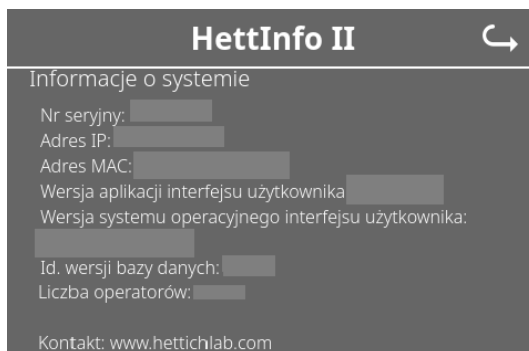 HettInfo II
Informacje o systemie
Nr seryjny:
Adres IP:
Adres MAC:
Wersja aplikacji interfejsu użytkownika
Wersja systemu operacyjnego interfejsu użytkownika:
Id. wersji bazy danych:
Liczba operatorów:
Kontakt: www.hettichlab.com